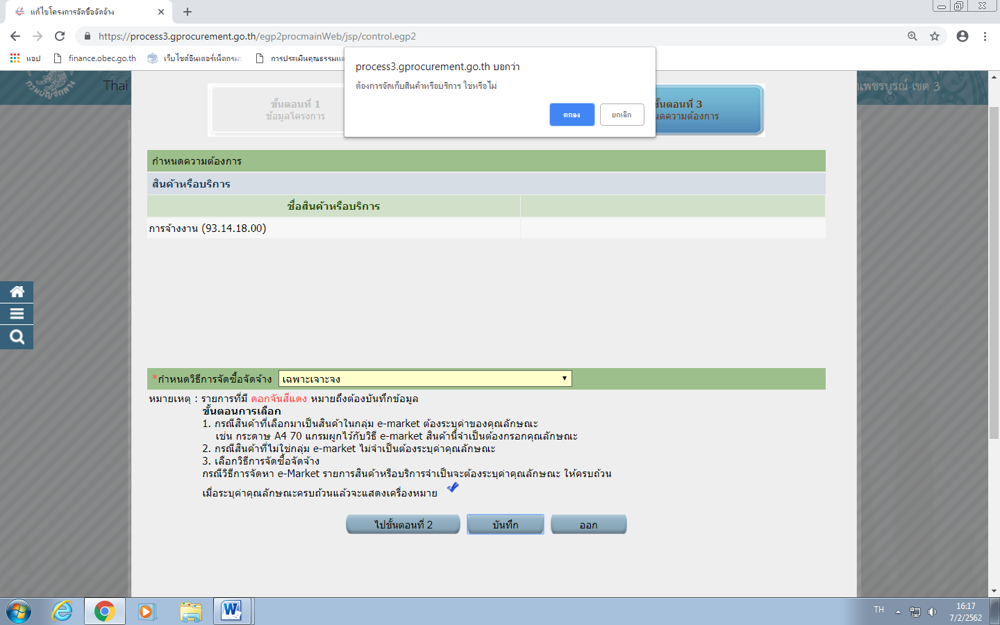 แก้ไขโครงการจัดซื้อจัดจ้าง
https://process3.gprocurement.go.th/egp2procmainWeb/jsp/control.egp2
แอป finance.obec.go.th เว็บไซต์อินเตอร์เน็ตกรมบ การประเมินคุณธรรมแล
process3.gprocurement.go.th บอกว่า
ต้องการจัดเก็บสินค้าหรือบริการ ใช่หรือไม่
ตกลง ยกเลิก
กรมบัญชีกลาง
Thai
เพชรบูรณ์ เขต 3
ขั้นตอนที่ 1
ข้อมูลโครงการ
ขั้นตอนที่ 3
นดความต้องการ
กำหนดความต้องการ
สินค้าหรือบริการ
ชื่อสินค้าหรือบริการ
การจ้างงาน (93.14.18.00)
*กำหนดวิธีการจัดซื้อจัดจ้าง เฉพาะเจาะจง
หมายเหตุ : รายการที่มี ดอกจันสีแดง หมายถึงต้องบันทึกข้อมูล
ขั้นตอนการเลือก
1. กรณีสินค้าที่เลือกมาเป็นสินค้าในกลุ่ม e-market ต้องระบุค่าของคุณลักษณะ
เช่น กระดาษ A4 70 แกรมผูกไว้กับวิธี e-market สินค้านี้จำเป็นต้องกรอกคุณลักษณะ
2. กรณีสินค้าที่ไม่ใช่กลุ่ม e-market ไม่จำเป็นต้องระบุค่าคุณลักษณะ
3. เลือกวิธีการจัดซื้อจัดจ้าง
กรณีวิธีการจัดหา e-Market รายการสินค้าหรือบริการจำเป็นจะต้องระบุค่าคุณลักษณะ ให้ครบถ้วน
เมื่อระบุค่าคุณลักษณะครบถ้วนแล้วจะแสดงเครื่องหมาย
ไปขั้นตอนที่ 2 บันทึก ออก
TH
16:17
7/2/2562